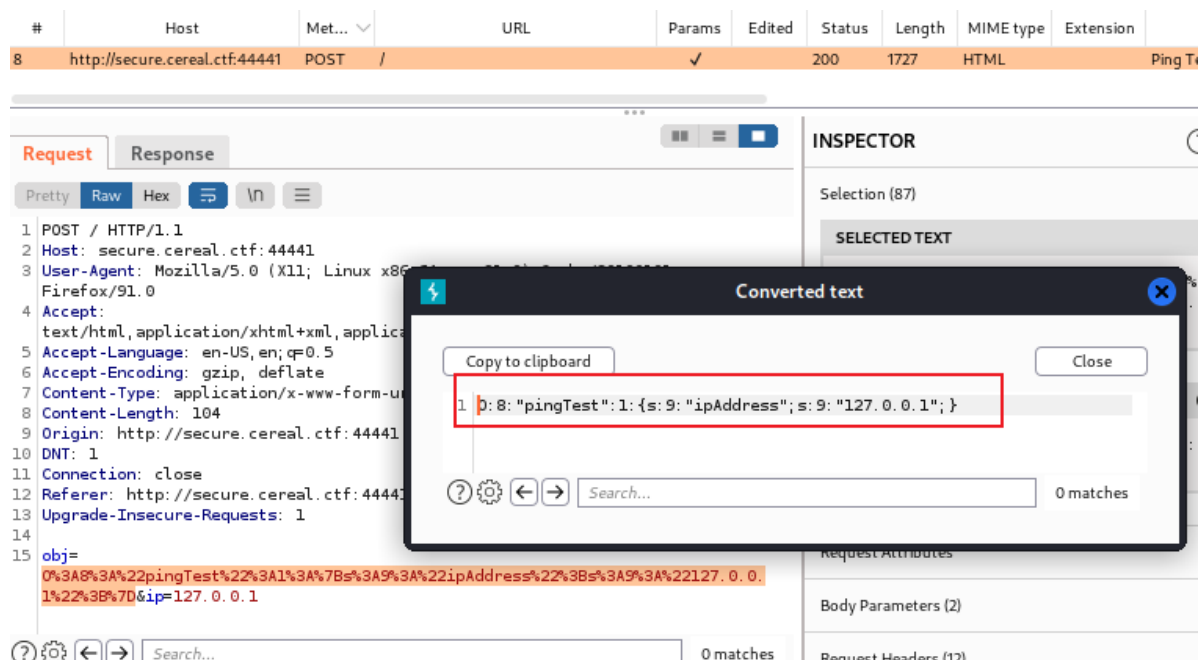 # Host Met... URL Params Edited Status Length MIME type Extension
8 http://secure.cereal.ctf:44441 POST / ✓ 200 1727 HTML Ping Te
Request Response
Pretty Raw Hex \n
1 POST / HTTP/1.1
2 Host: secure.cereal.ctf:44441
3 User-Agent: Mozilla/5.0 (X11; Linux
Firefox/91.0
4 Accept:
text/html,application/xhtml+xml,applica
5 Accept-Language: en-US,en;q=0.5
6 Accept-Encoding: gzip, deflate
7 Content-Type: application/x-www-form-u
8 Content-Length: 104
9 Origin: http://secure.cereal.ctf:44441
10 DNT: 1
11 Connection: close
12 Referer: http://secure.cereal.ctf:4444
13 Upgrade-Insecure-Requests: 1
14
15 obj=
O%3A8%3A%22pingTest%22%3A1%3A%7Bs%3A9%3A%22ipAddress%22%3Bs%3A9%3A%22127.0.0.
1%22%3B%7D&ip=127.0.0.1
Search... 0 matches
INSPECTOR
Selection (87)
SELECTED TEXT
Converted text
Copy to clipboard Close
1 O:8:"pingTest":1:{s:9:"ipAddress";s:9:"127.0.0.1";}
Search... 0 matches
Request Attributes
Body Parameters (2)
Request Headers (12)